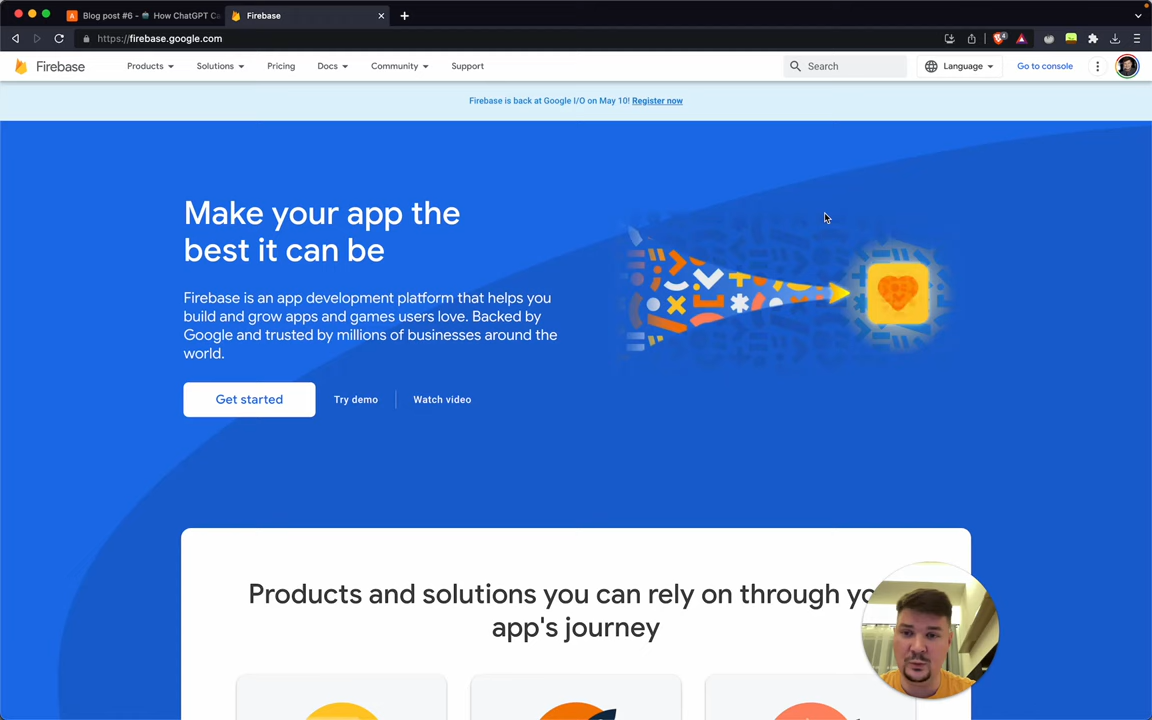 Blog post #6 - How ChatGPT C
Firebase
https://firebase.google.com
Firebase
Products
Solutions
Pricing
Docs
Community
Support
Search
Language
Go to console
Firebase is back at Google I/O on May 10! Register now
Make your app the
best it can be
Firebase is an app development platform that helps you
build and grow apps and games users love. Backed by
Google and trusted by millions of businesses around the
world.
Get started
Try demo
Watch video
Products and solutions you can rely on through yo
app's journey